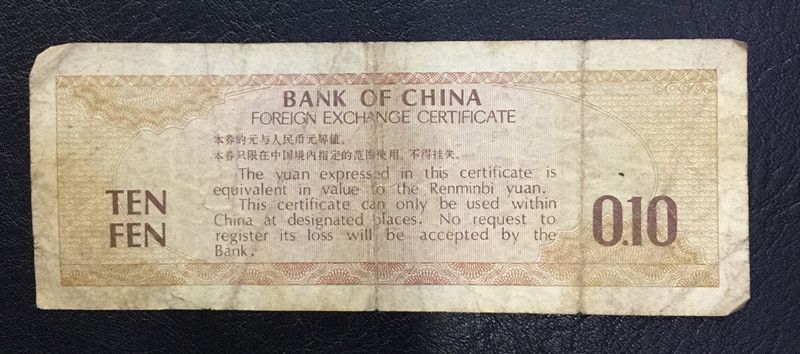 BANK OF CHINA
FOREIGN EXCHANGE CERTIFICATE
本券的元与人民币元等值。
本券只限在中国境内指定的范围使用,不得挂失。
The yuan expressed in this certificate is
equivalent in value to the Renminbi yuan.
This certificate can only be used within
China at designated places. No request to
register its loss will be accepted by the
Bank.
TEN
FEN
0.10